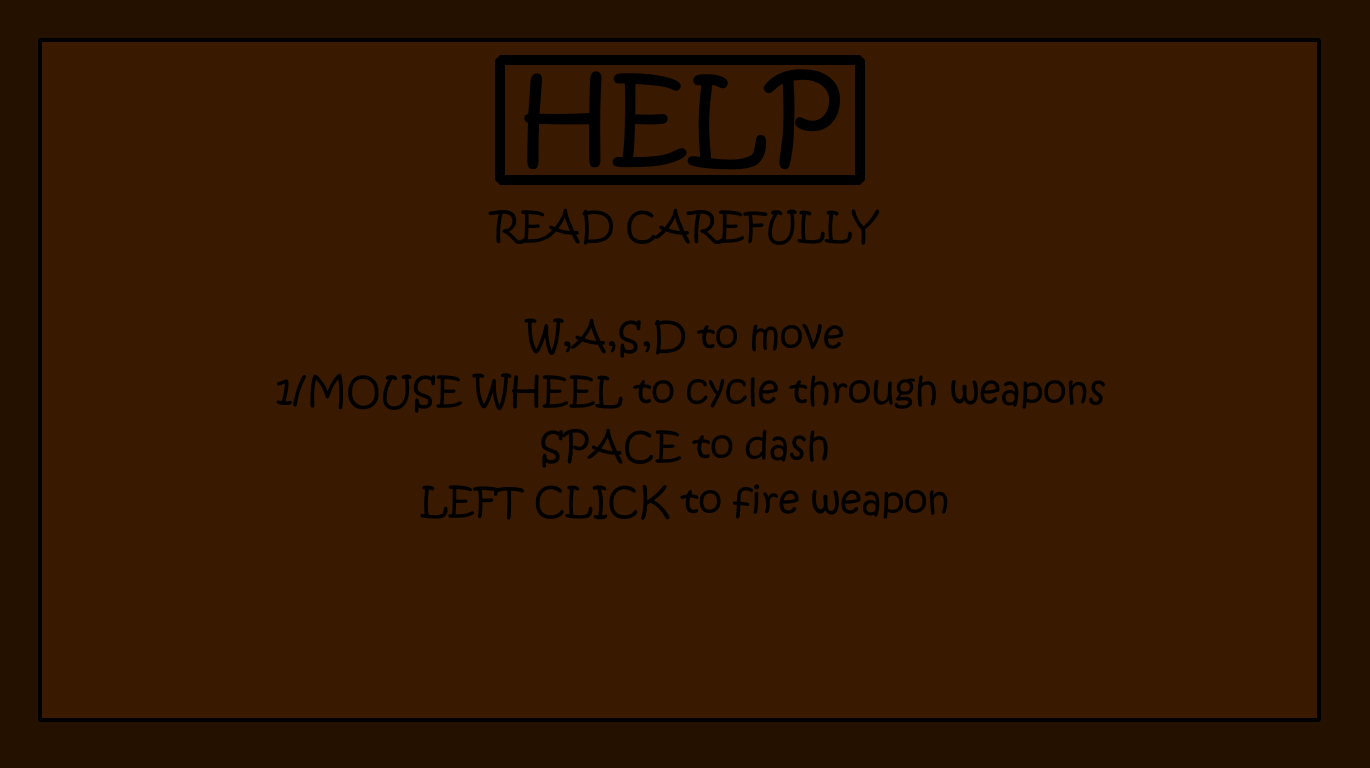 HELP
READ CAREFULLY
W,A,S,D to move
1/MOUSE WHEEL to cycle through weapons
SPACE to dash
LEFT CLICK to fire weapon